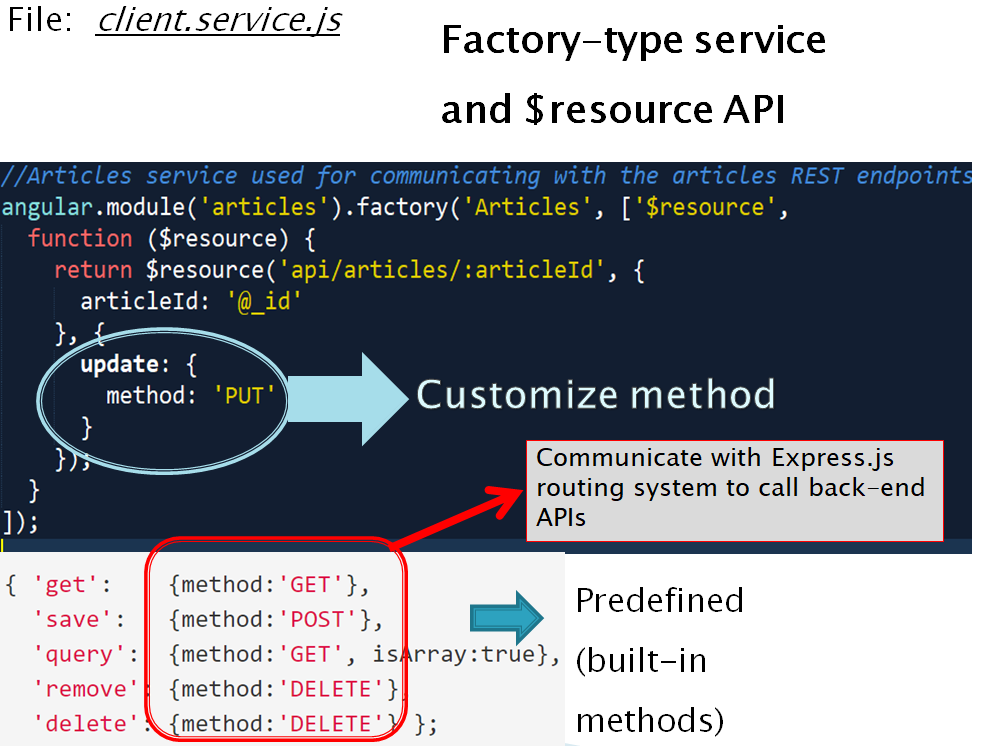 File: client.service.js
Factory-type service
and $resource API
//Articles service used for communicating with the articles REST endpoints
angular.module('articles').factory('Articles', ['$resource',
function ($resource) {
return $resource('api/articles/:articleId', {
articleId: '@_id'
}, {
update: {
method: 'PUT'
}
});
}
]);
Customize method
Communicate with Express.js
routing system to call back-end
APIs
{ 'get': {method:'GET'},
'save': {method:'POST'},
'query': {method:'GET', isArray:true},
'remove': {method:'DELETE'},
'delete': {method:'DELETE'} };
Predefined
(built-in
methods)